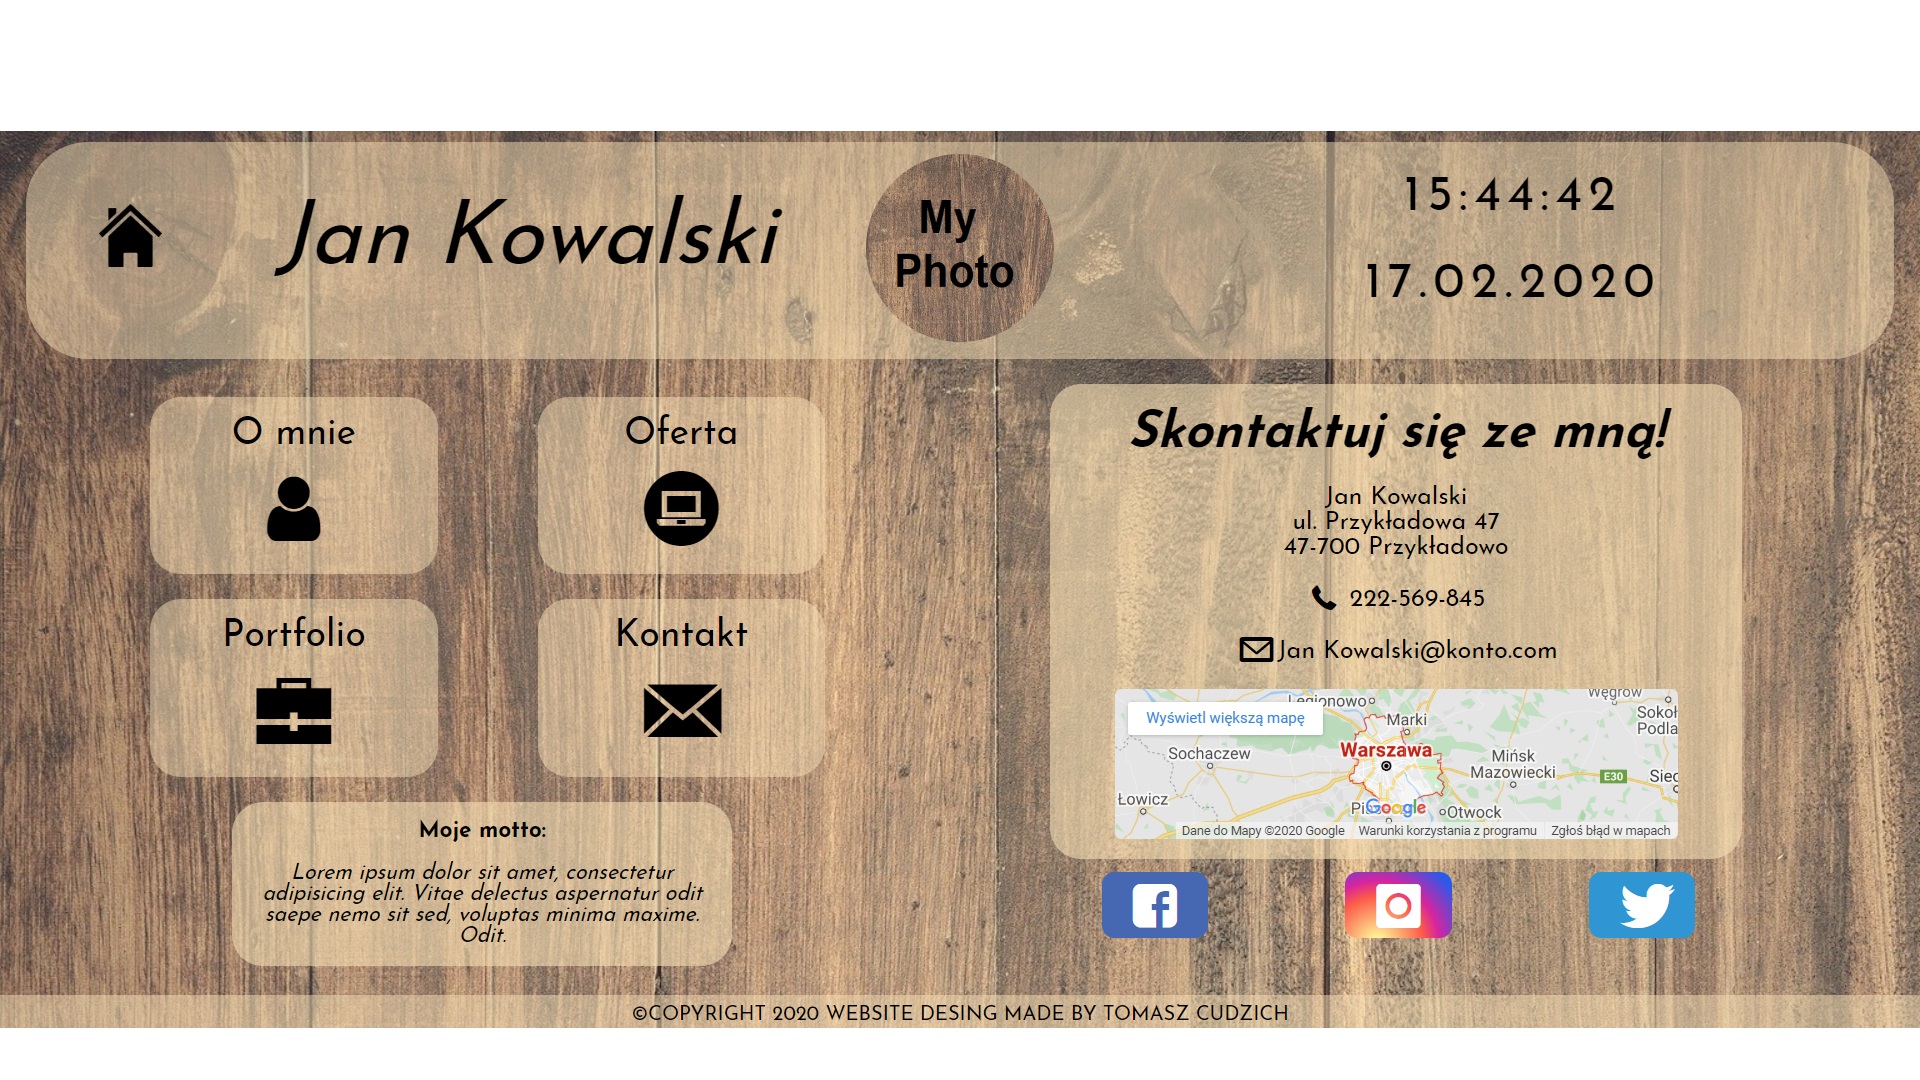 Jan Kowalski
My
Photo
15:44:42
17.02.2020
O mnie
Oferta
Portfolio
Kontakt
Moje motto:
Lorem ipsum dolor sit amet, consectetur
adipisicing elit. Vitae delectus aspernatur odit
saepe nemo sit sed, voluptas minima maxime.
Odit.
Skontaktuj się ze mną!
Jan Kowalski
ul. Przykładowa 47
47-700 Przykładowo
222-569-845
Jan Kowalski@konto.com
Węgrow
Legionowo
Wyświetl większą mapę
Marki
Sokoł
Podla
Warszawa
Sochaczew
Mińsk
Mazowiecki
E30
Siec
Łowicz
Pi
Google
Otwock
Dane do Mapy ©2020 Google
Warunki korzystania z programu
Zgłoś błąd w mapach
©COPYRIGHT 2020 WEBSITE DESING MADE BY TOMASZ CUDZICH